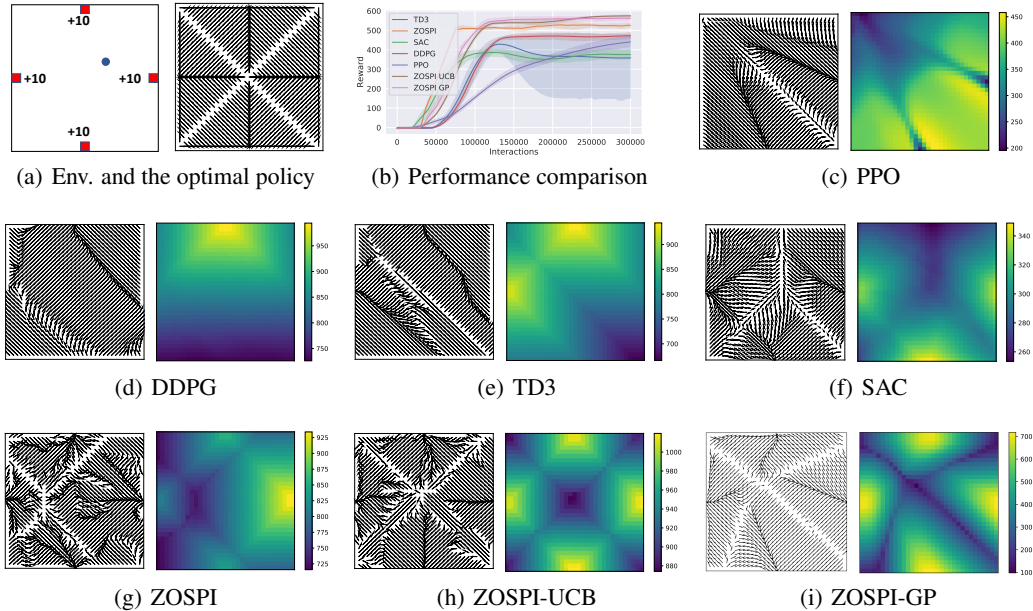 +10
+10
+10
+10
(a) Env. and the optimal policy
600
500
400
300
200
100
0
Reward
TD3
ZOSPI
SAC
DDPG
PPO
ZOSPI UCB
ZOSPI GP
0 50000 100000 150000 200000 250000 300000
Interactions
(b) Performance comparison
450
400
350
300
250
200
(c) PPO
950
900
850
800
750
(d) DDPG
900
850
800
750
700
(e) TD3
340
320
300
280
260
(f) SAC
925
900
875
850
825
800
775
750
725
(g) ZOSPI
1000
980
960
940
920
900
880
(h) ZOSPI-UCB
700
600
500
400
300
200
100
(i) ZOSPI-GP